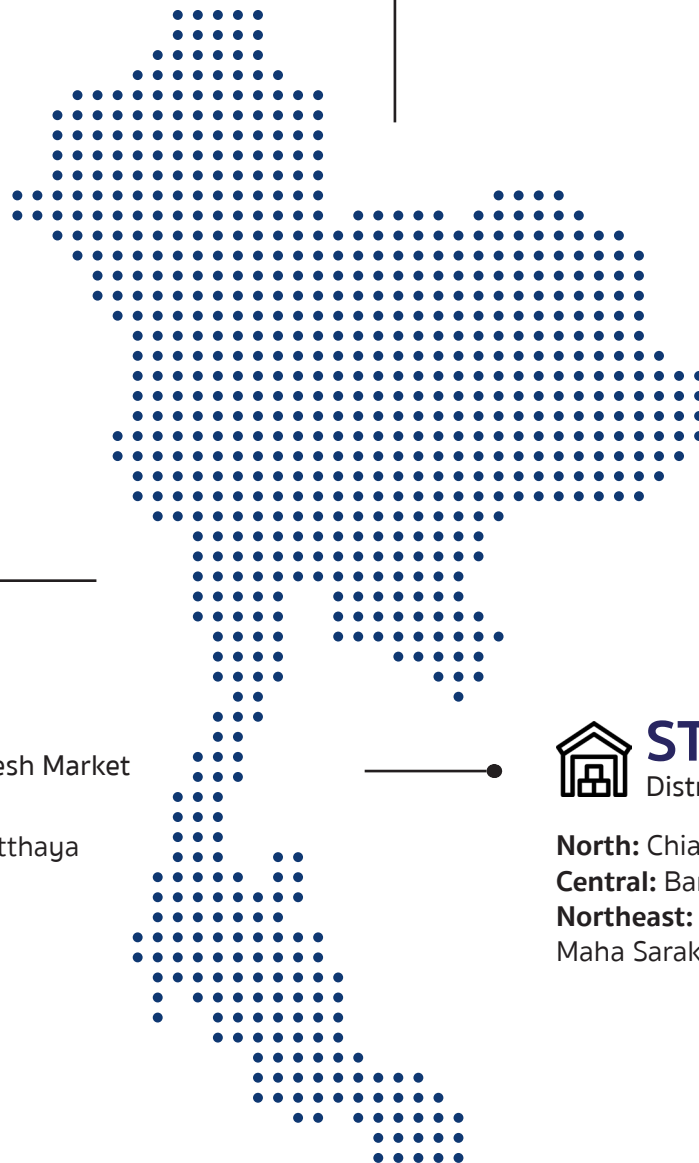 esh Market
tthaya
ST
Distr
North: Chia
Central: Ba
Northeast:
Maha Sarak